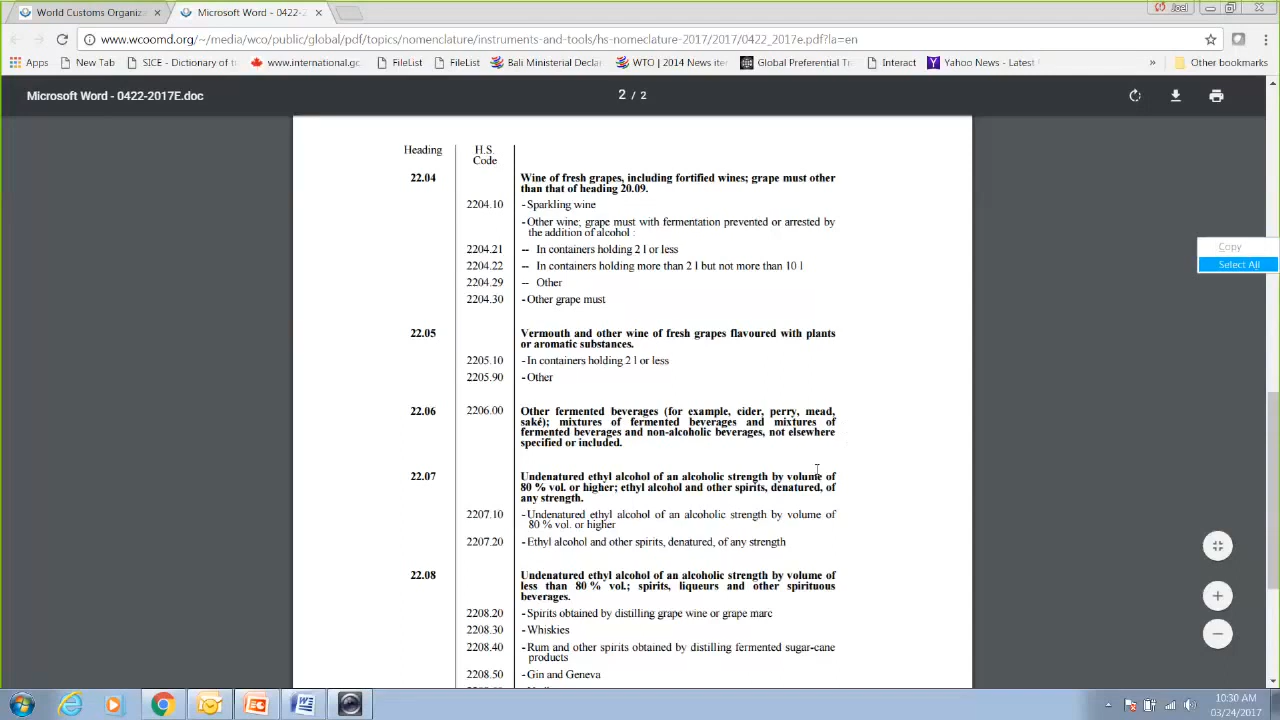 World Customs Organiz
Microsoft Word - 0422-2
Joel
www.wcoomd.org/~/media/wco/public/global/pdf/topics/nomenclature/instruments-and-tools/hs-nomeclature-2017/2017/0422_2017e.pdf?la=en
Apps New Tab SICE - Dictionary of t www.international.gc FileList FileList Bali Ministerial Decla WTO | 2014 News iter Global Preferential Tra Interact Yahoo News - Latest » Other bookmarks
Microsoft Word - 0422-2017E.doc 2 / 2
Heading H.S. Code
22.04 Wine of fresh grapes, including fortified wines; grape must other
than that of heading 20.09.
2204.10 - Sparkling wine
- Other wine; grape must with fermentation prevented or arrested by
the addition of alcohol :
2204.21 -- In containers holding 2 l or less
2204.22 -- In containers holding more than 2 l but not more than 10 l
2204.29 -- Other
2204.30 - Other grape must
22.05 Vermouth and other wine of fresh grapes flavoured with plants
or aromatic substances.
2205.10 - In containers holding 2 l or less
2205.90 - Other
22.06 2206.00 Other fermented beverages (for example, cider, perry, mead,
saké); mixtures of fermented beverages and mixtures of
fermented beverages and non-alcoholic beverages, not elsewhere
specified or included.
22.07 Undenatured ethyl alcohol of an alcoholic strength by volume of
80 % vol. or higher; ethyl alcohol and other spirits, denatured, of
any strength.
2207.10 - Undenatured ethyl alcohol of an alcoholic strength by volume of
80 % vol. or higher
2207.20 - Ethyl alcohol and other spirits, denatured, of any strength
22.08 Undenatured ethyl alcohol of an alcoholic strength by volume of
less than 80 % vol.; spirits, liqueurs and other spirituous
beverages.
2208.20 - Spirits obtained by distilling grape wine or grape marc
2208.30 - Whiskies
2208.40 - Rum and other spirits obtained by distilling fermented sugar-cane
products
2208.50 - Gin and Geneva
Copy
Select All
10:30 AM
03/24/2017